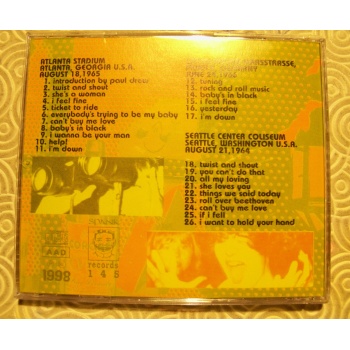 ATLANTA STADIUM
ATLANTA, GEORGIA U.S.A.
AUGUST 18,1965
1. introduction by paul drew
2. twist and shout
3. she's a woman
4. i feel fine
5. ticket to ride
6. everybody's trying to be my baby
7. can't buy me love
8. baby's in black
9. i wanna be your man
10. help!
11. i'm down
13. rock and roll music
14. baby's in black
15. i feel fine
16. yesterday
17. i'm down
SEATTLE CENTER COLISEUM
SEATTLE, WASHINGTON U.S.A.
AUGUST 21,1964
18. twist and shout
19. you can't do that
20. all my loving
21. she loves you
22. things we said today
23. roll over beethoven
24. can't buy me love
25. if i fell
26. i want to hold your hand
AAD
1998
records
1 4 5